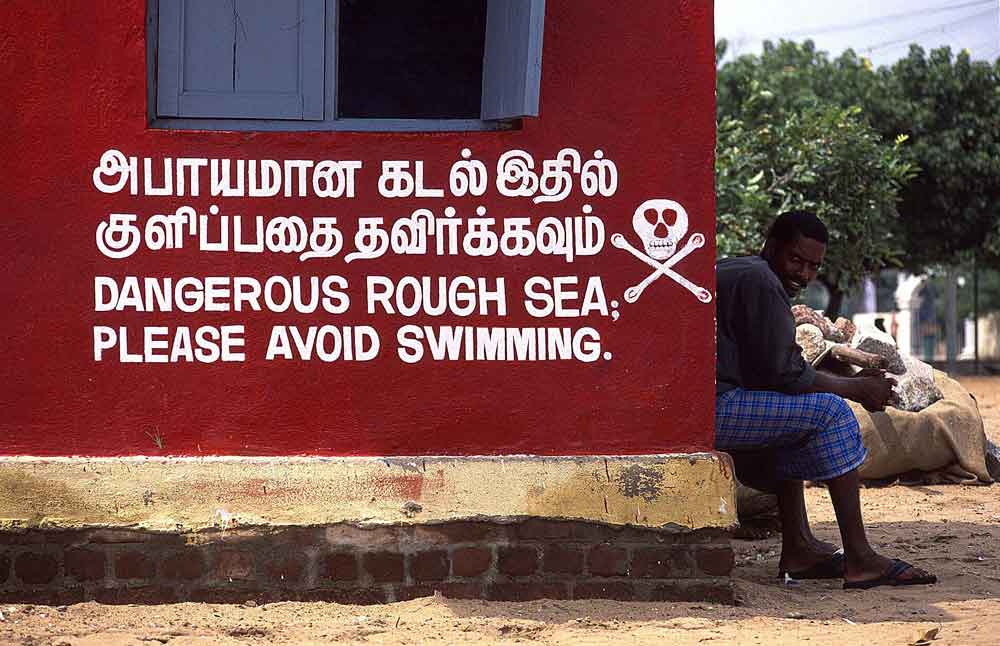 அபாயமான கடல் இதில்
குளிப்பதை தவிர்க்கவும்
DANGEROUS ROUGH SEA;
PLEASE AVOID SWIMMING.